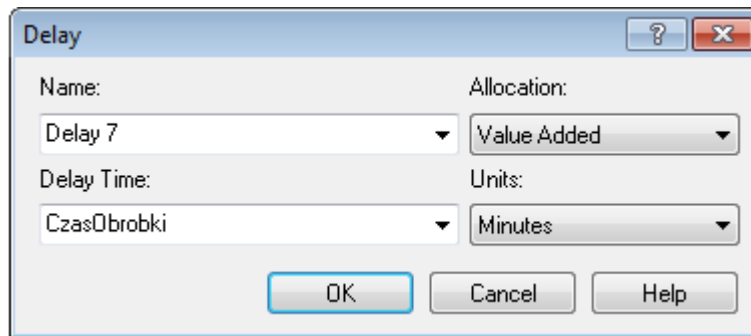 Delay
Name: Allocation:
Delay 7 Value Added
Delay Time: Units:
CzasObrobki Minutes
OK Cancel Help